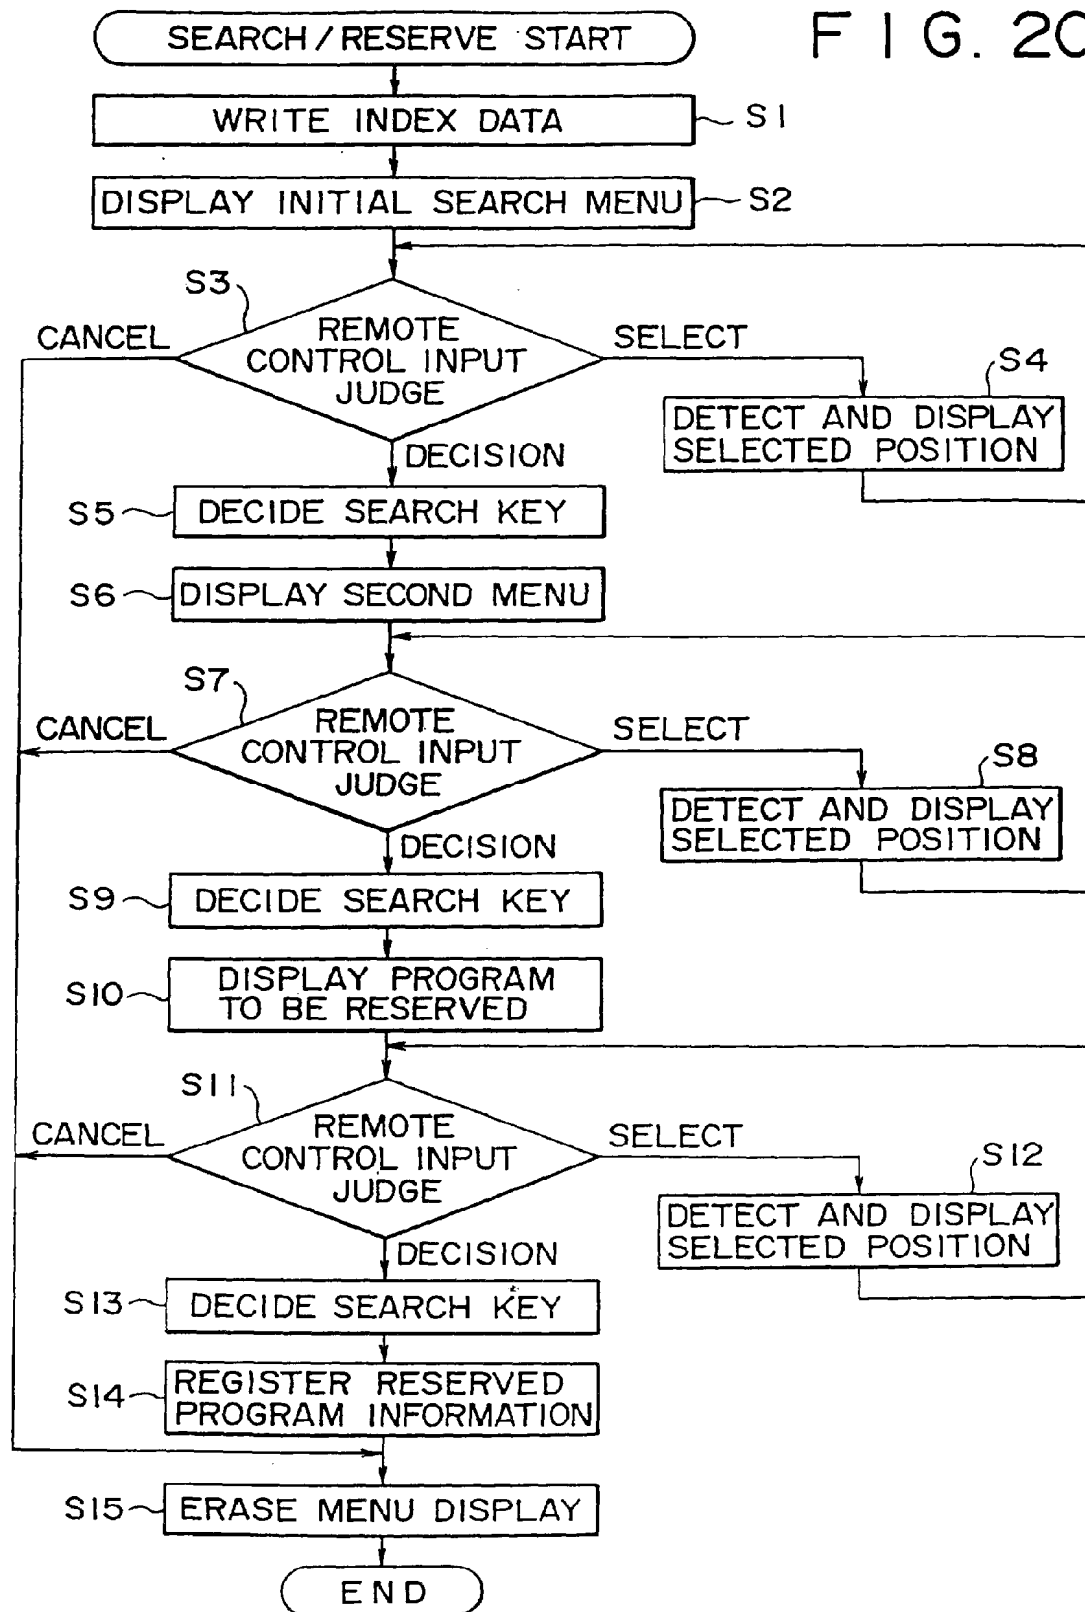 SEARCH/RESERVE START
FIG. 20
WRITE INDEX DATA
S1
DISPLAY INITIAL SEARCH MENU
S2
S3
CANCEL
REMOTE
CONTROL INPUT
JUDGE
SELECT
S4
DETECT AND DISPLAY
SELECTED POSITION
DECISION
S5
DECIDE SEARCH KEY
S6
DISPLAY SECOND MENU
S7
CANCEL
REMOTE
CONTROL INPUT
JUDGE
SELECT
S8
DETECT AND DISPLAY
SELECTED POSITION
DECISION
S9
DECIDE SEARCH KEY
S10
DISPLAY PROGRAM
TO BE RESERVED
S11
CANCEL
REMOTE
CONTROL INPUT
JUDGE
SELECT
S12
DETECT AND DISPLAY
SELECTED POSITION
DECISION
S13
DECIDE SEARCH KEY
S14
REGISTER RESERVED
PROGRAM INFORMATION
S15
ERASE MENU DISPLAY
END